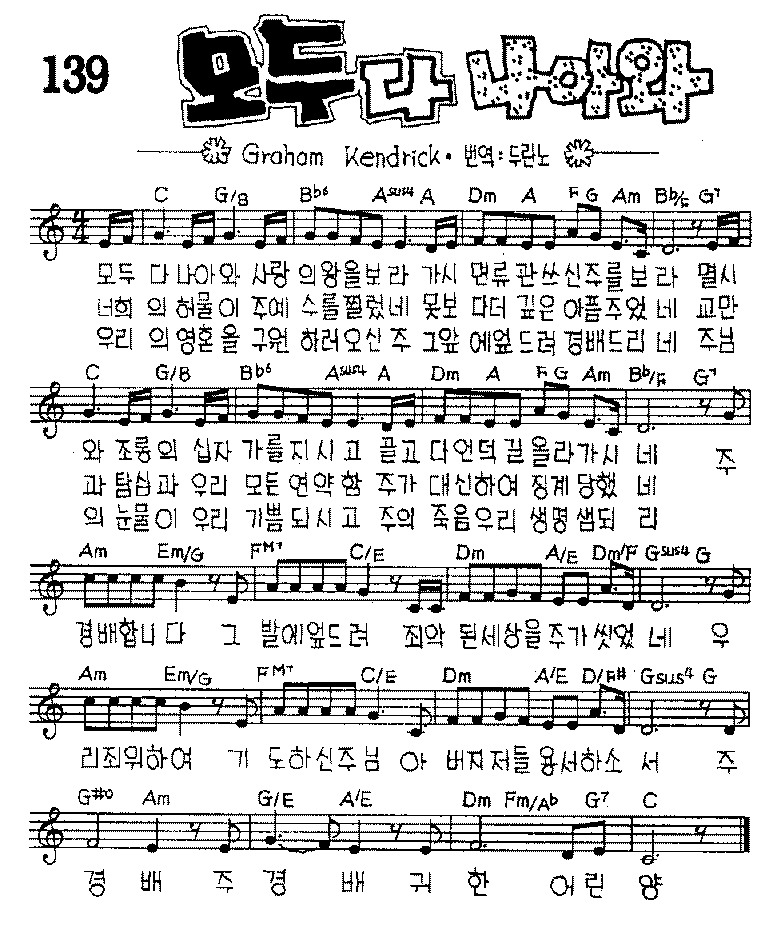 139
모두다 나아와
Graham Kendrick · 번역 : 두란노
C G/B Bb6 Asus4 A Dm A F G Am Bb/F G7
모두 다 나아와 사랑 의왕을보라 가시 면류관쓰신주를보라 멸시
너희 의 허물이 주예 수를찔렀네 못보 다더 깊은 아픔주었네 교만
우리 의영혼을 구원 하러오신 주 그앞 에엎드려 경배드리네 주님
C G/B Bb6 Asus4 A Dm A F G Am Bb/F G7
와 조롱의 십자 가를지시고 끌고 다언덕길 올라가시 네 주
과 탐심과 우리 모든연약함 주가 대신하여 징계당했 네
의 눈물이 우리 기쁨되시고 주의 죽음우리 생명샘되 리
Am Em/G FM7 C/E Dm A/E Dm/F Gsus4 G
경배합니다 그 발에엎드려 죄악 된세상을주가씻었네 우
Am Em/G FM7 C/E Dm A/E D/F# Gsus4 G
리죄위하여 기 도하신주님 아 버지저들용서하소 서 주
G#o Am G/E A/E Dm Fm/Ab G7 C
경 배 주 경 배 귀 한 어린 양